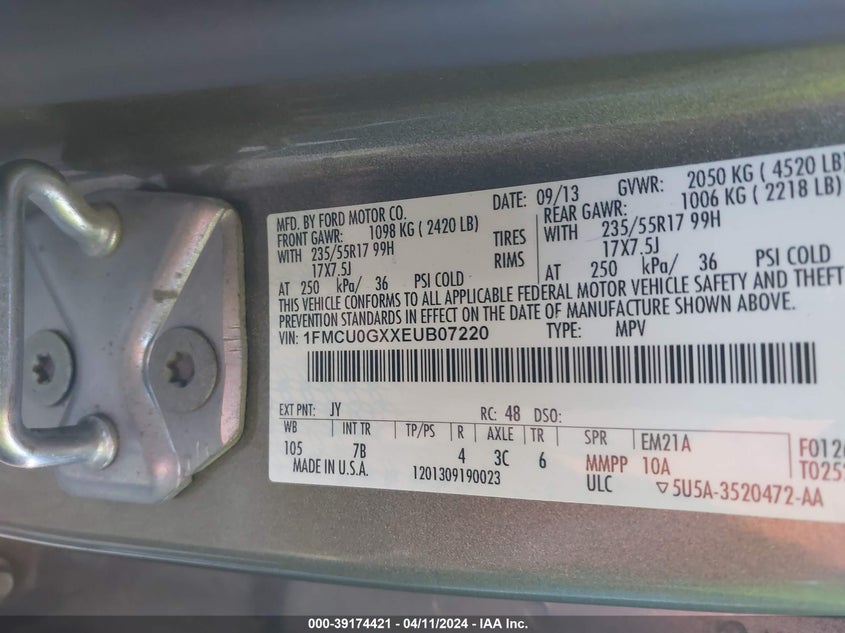 MFD. BY FORD MOTOR CO.
DATE: 09/13 GVWR: 2050 KG ( 4520 LB)
FRONT GAWR: 1098 KG ( 2420 LB)
REAR GAWR: 1006 KG ( 2218 LB)
WITH 235/55R17 99H TIRES WITH 235/55R17 99H
17X7.5J RIMS 17X7.5J
AT 250 kPa/ 36 PSI COLD AT 250 kPa/ 36 PSI COLD
THIS VEHICLE CONFORMS TO ALL APPLICABLE FEDERAL MOTOR VEHICLE SAFETY AND THEFT
PREVENTION STANDARDS IN EFFECT ON THE DATE OF MANUFACTURE SHOWN ABOVE.
VIN: 1FMCU0GXXEUB07220 TYPE: MPV
EXT PNT: JY RC: 48 DSO:
WB INT TR TP/PS R AXLE TR SPR EM21A F0126
105 7B 4 3C 6 MMPP 10A T0252
MADE IN U.S.A. 1201309190023 ULC ▽5U5A-3520472-AA
000-39174421 - 04/11/2024 - IAA Inc.